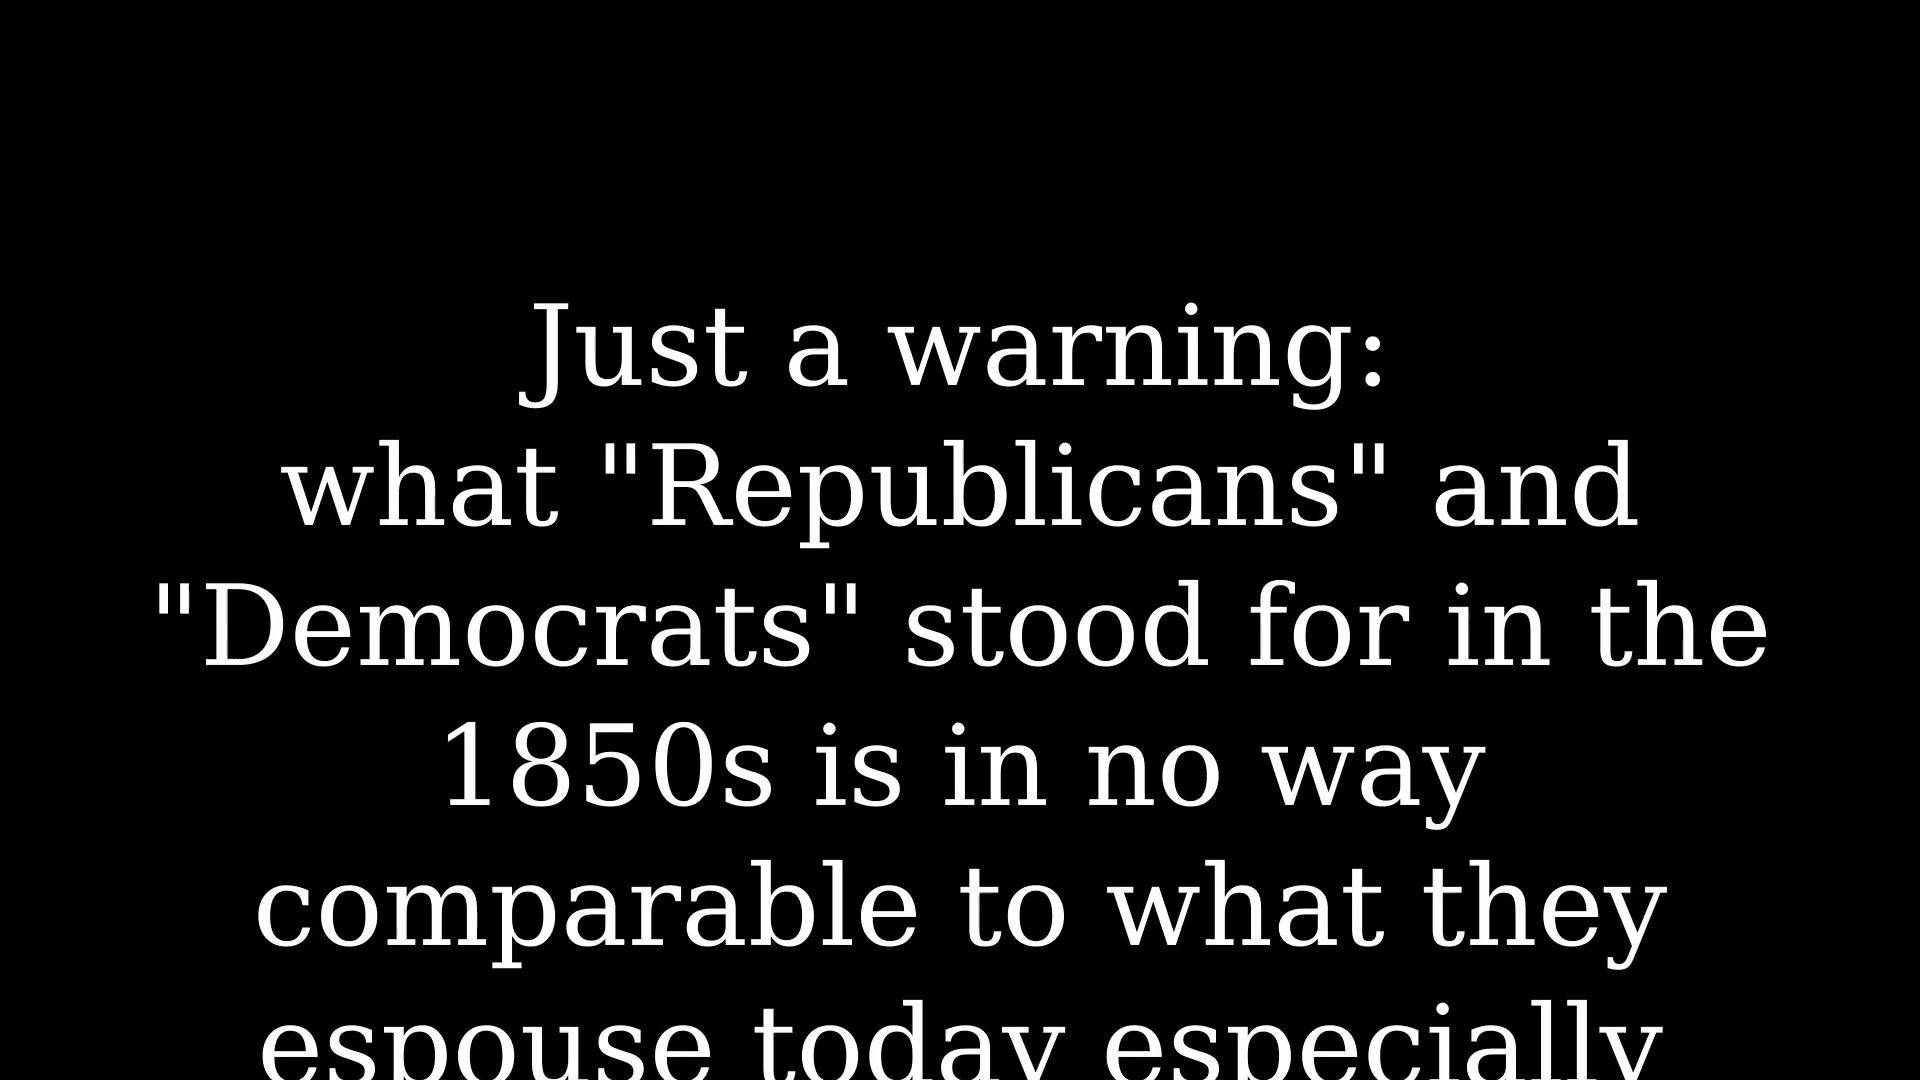 Just a warning:
what "Republicans" and
"Democrats" stood for in the
1850s is in no way
comparable to what they
espouse today especially